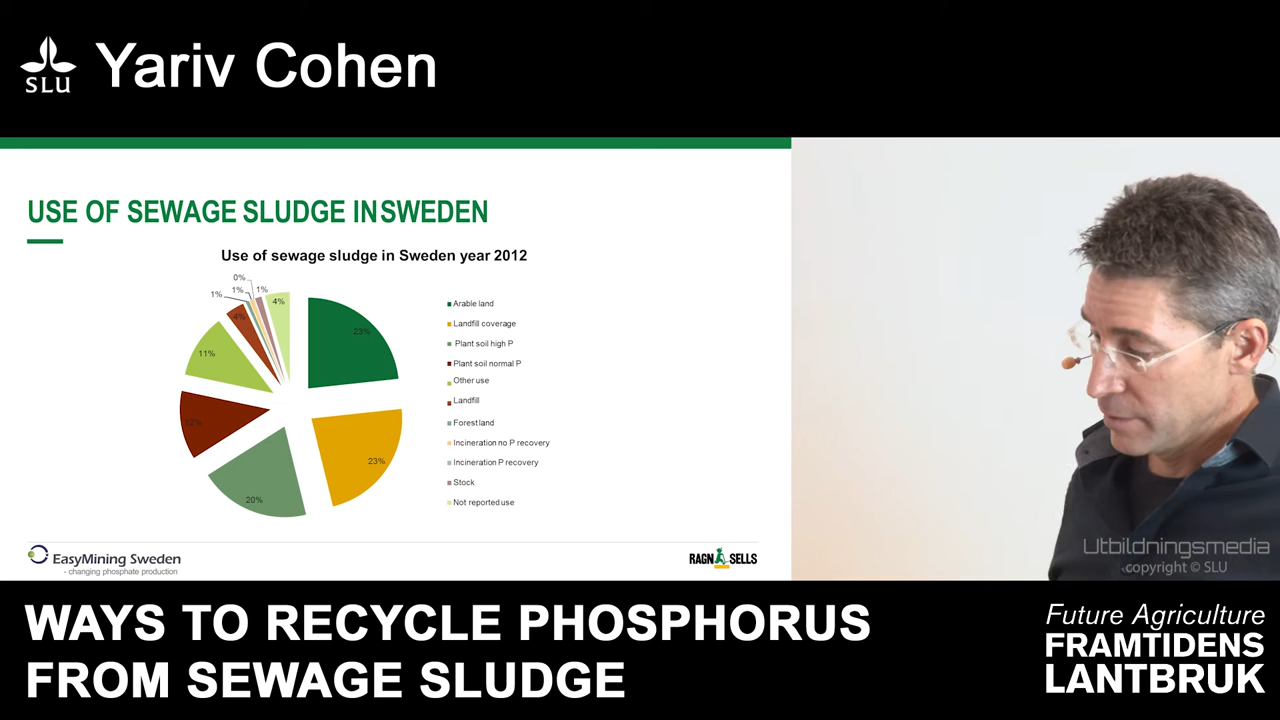 SLU
Yariv Cohen
USE OF SEWAGE SLUDGE IN SWEDEN
Use of sewage sludge in Sweden year 2012
0%
1%
1%
1%
4%
4%
23%
11%
12%
23%
20%
Arable land
Landfill coverage
Plant soil high P
Plant soil normal P
Other use
Landfill
Forest land
Incineration no P recovery
Incineration P recovery
Stock
Not reported use
EasyMining Sweden
- changing phosphate production
RAGN SELLS
Utbildningsmedia
copyright © SLU
WAYS TO RECYCLE PHOSPHORUS
FROM SEWAGE SLUDGE
Future Agriculture
FRAMTIDENS
LANTBRUK